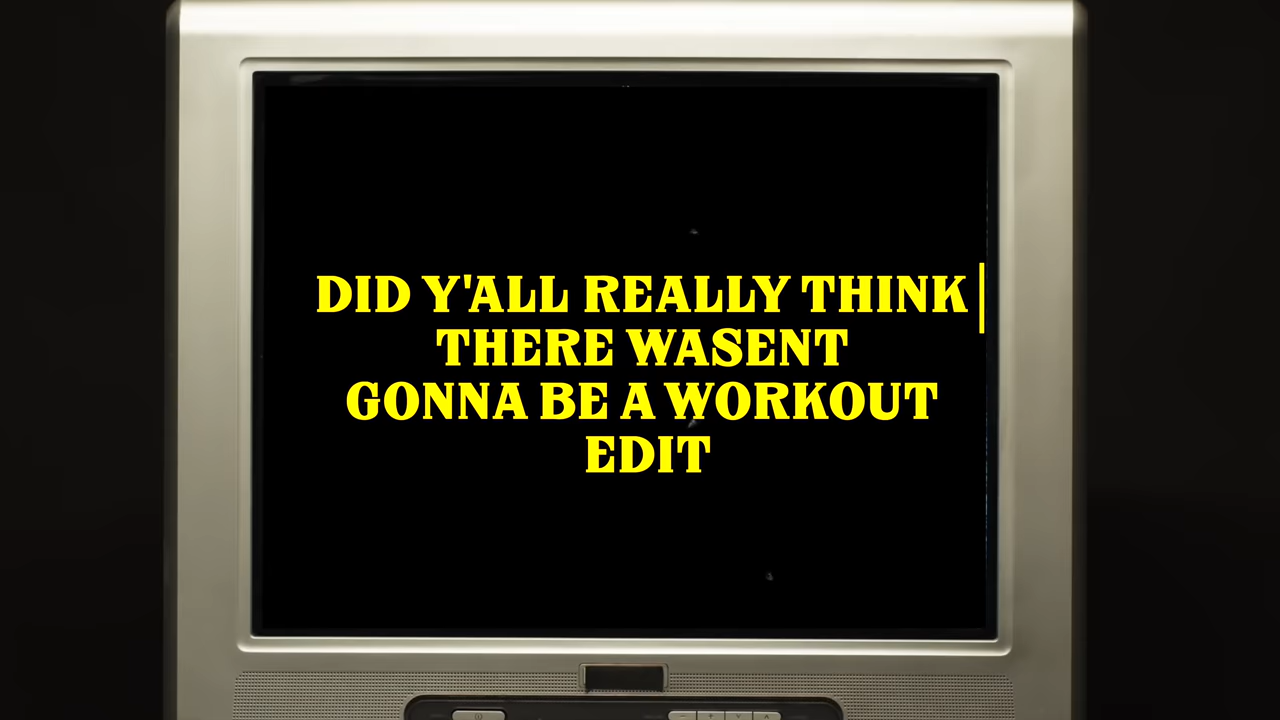 DID Y'ALL REALLY THINK
THERE WASENT
GONNA BE A WORKOUT
EDIT